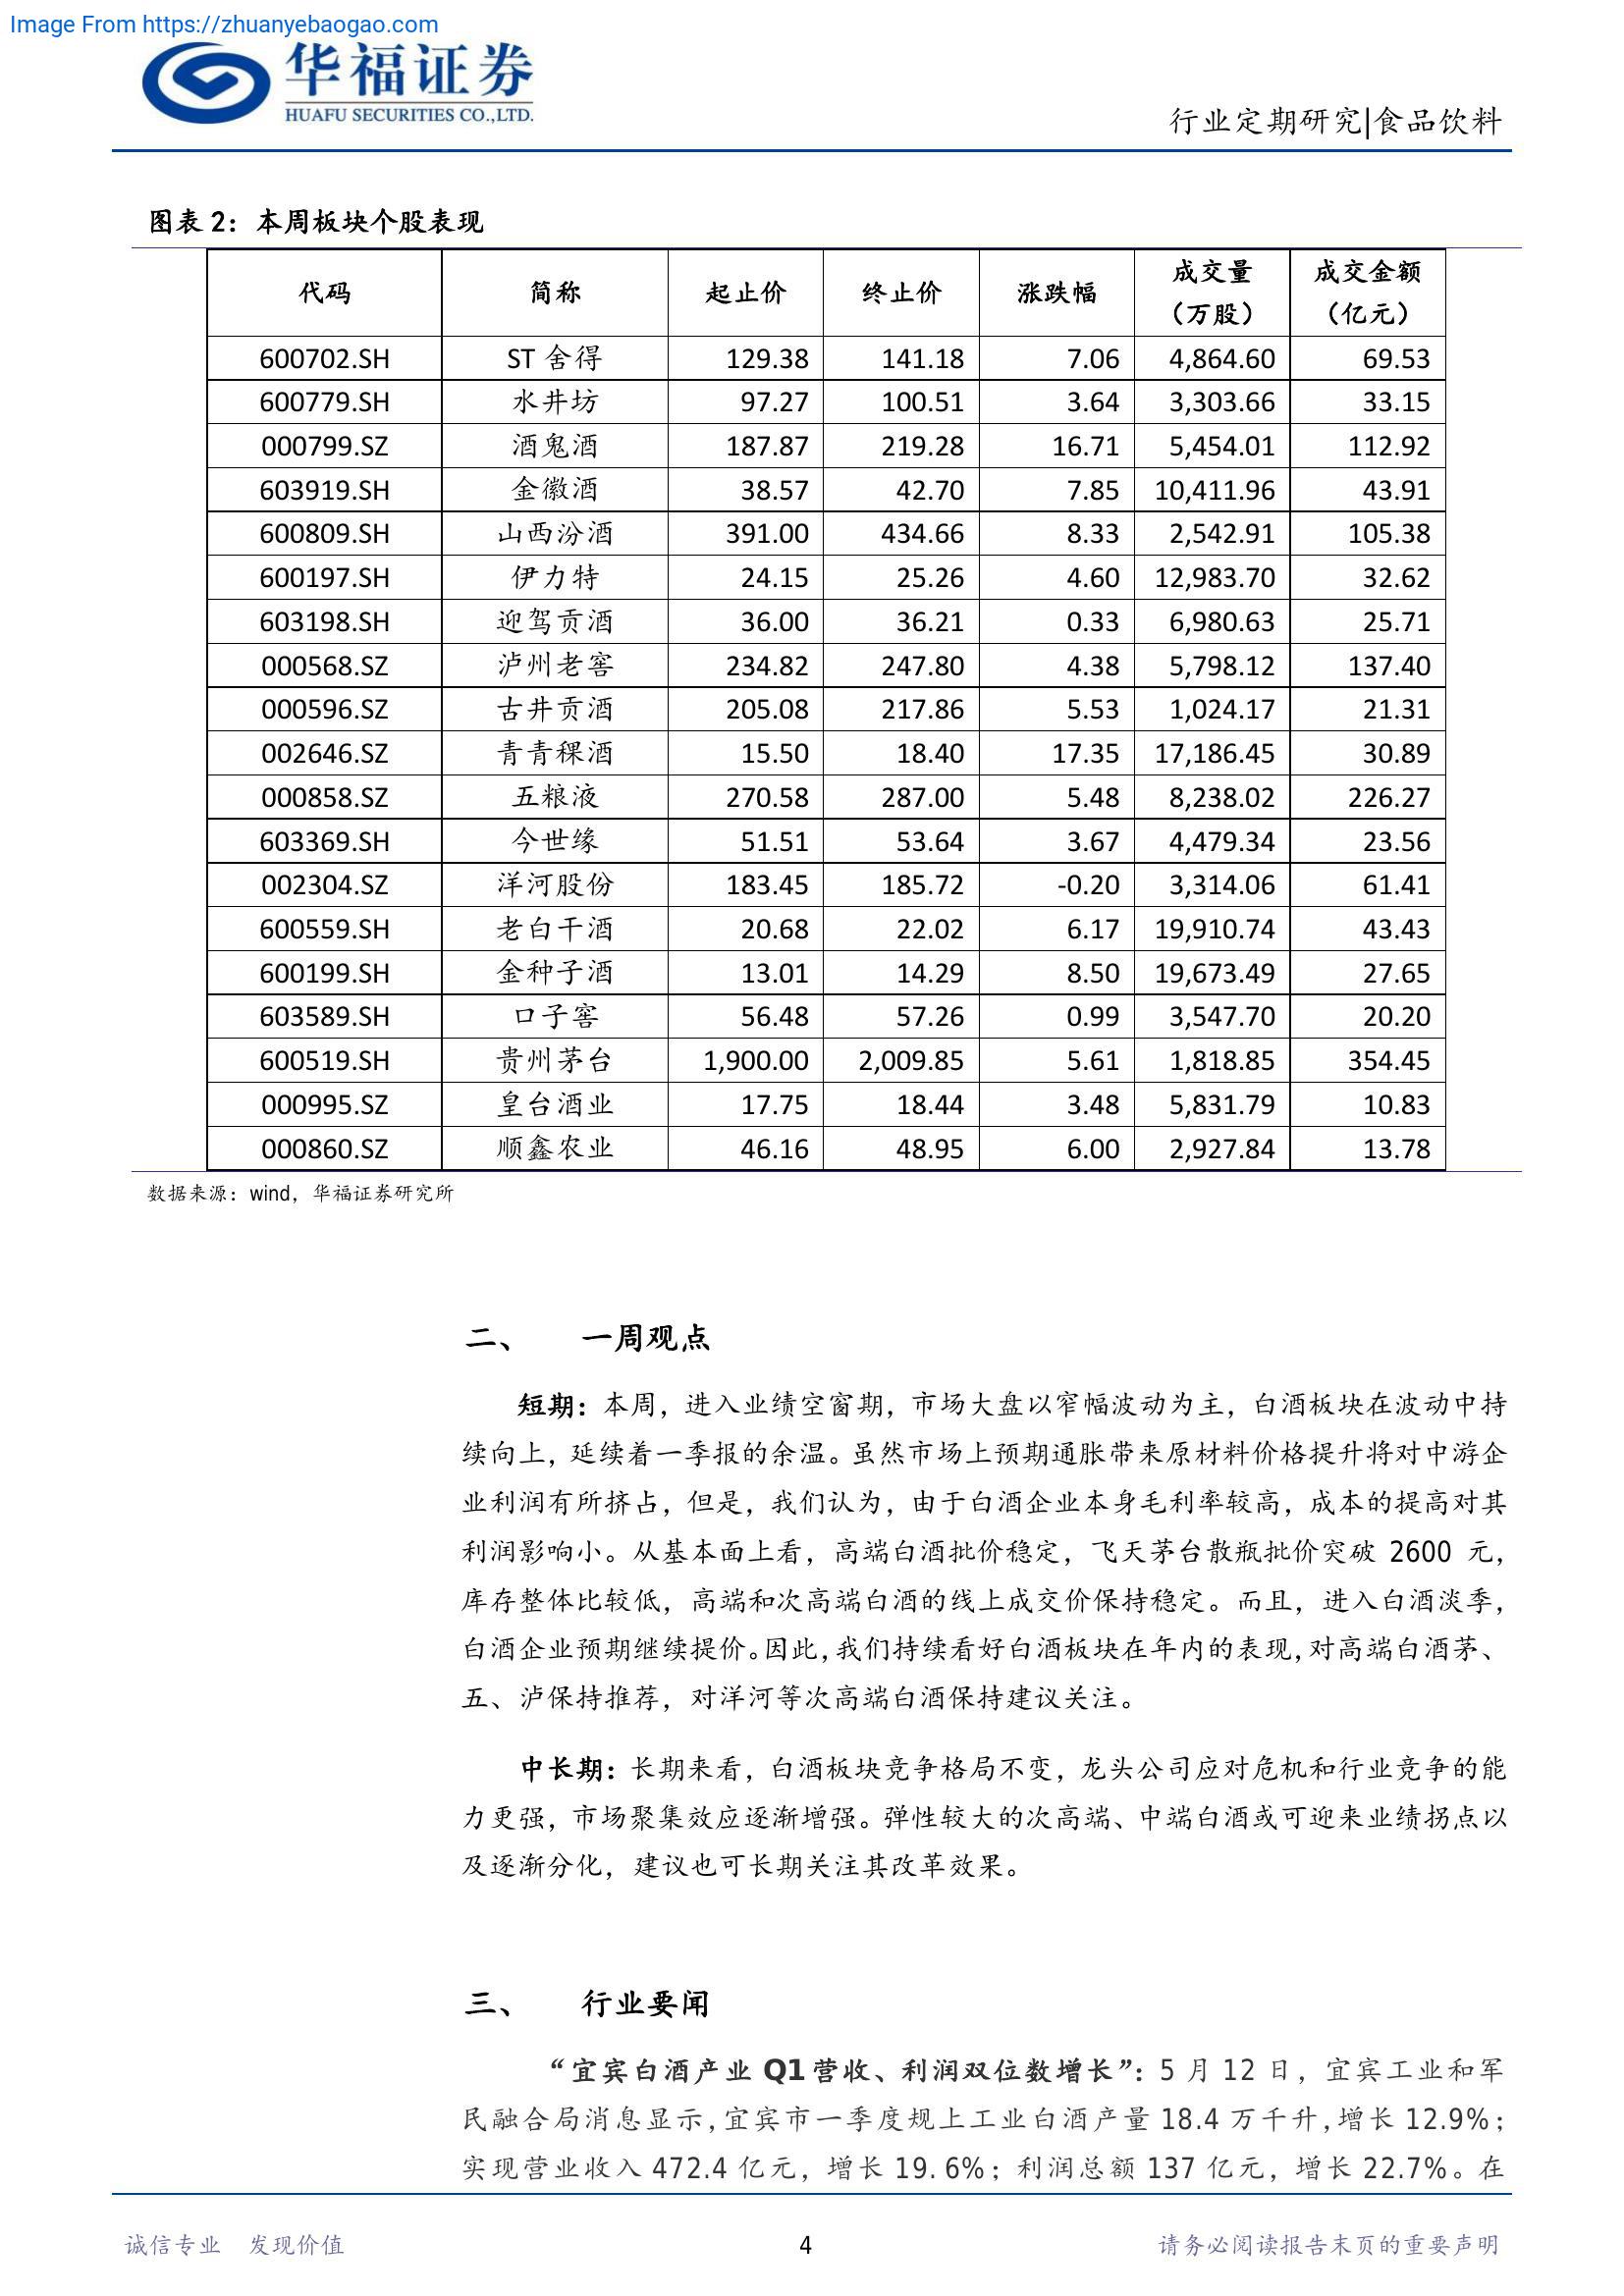 Image From https://zhuanyebaogao.com
华福证券
HUAFU SECURITIES CO.,LTD.
行业定期研究|食品饮料
图表 2：本周板块个股表现
代码 简称 起止价 终止价 涨跌幅 成交量（万股） 成交金额（亿元）
600702.SH ST 舍得 129.38 141.18 7.06 4,864.60 69.53
600779.SH 水井坊 97.27 100.51 3.64 3,303.66 33.15
000799.SZ 酒鬼酒 187.87 219.28 16.71 5,454.01 112.92
603919.SH 金徽酒 38.57 42.70 7.85 10,411.96 43.91
600809.SH 山西汾酒 391.00 434.66 8.33 2,542.91 105.38
600197.SH 伊力特 24.15 25.26 4.60 12,983.70 32.62
603198.SH 迎驾贡酒 36.00 36.21 0.33 6,980.63 25.71
000568.SZ 泸州老窖 234.82 247.80 4.38 5,798.12 137.40
000596.SZ 古井贡酒 205.08 217.86 5.53 1,024.17 21.31
002646.SZ 青青稞酒 15.50 18.40 17.35 17,186.45 30.89
000858.SZ 五粮液 270.58 287.00 5.48 8,238.02 226.27
603369.SH 今世缘 51.51 53.64 3.67 4,479.34 23.56
002304.SZ 洋河股份 183.45 185.72 -0.20 3,314.06 61.41
600559.SH 老白干酒 20.68 22.02 6.17 19,910.74 43.43
600199.SH 金种子酒 13.01 14.29 8.50 19,673.49 27.65
603589.SH 口子窖 56.48 57.26 0.99 3,547.70 20.20
600519.SH 贵州茅台 1,900.00 2,009.85 5.61 1,818.85 354.45
000995.SZ 皇台酒业 17.75 18.44 3.48 5,831.79 10.83
000860.SZ 顺鑫农业 46.16 48.95 6.00 2,927.84 13.78
数据来源：wind，华福证券研究所
二、 一周观点
短期：本周，进入业绩空窗期，市场大盘以窄幅波动为主，白酒板块在波动中持
续向上，延续着一季报的余温。虽然市场上预期通胀带来原材料价格提升将对中游企
业利润有所挤占，但是，我们认为，由于白酒企业本身毛利率较高，成本的提高对其
利润影响小。从基本面上看，高端白酒批价稳定，飞天茅台散瓶批价突破 2600 元，
库存整体比较低，高端和次高端白酒的线上成交价保持稳定。而且，进入白酒淡季，
白酒企业预期继续提价。因此，我们持续看好白酒板块在年内的表现，对高端白酒茅、
五、泸保持推荐，对洋河等次高端白酒保持建议关注。
中长期：长期来看，白酒板块竞争格局不变，龙头公司应对危机和行业竞争的能
力更强，市场聚集效应逐渐增强。弹性较大的次高端、中端白酒或可迎来业绩拐点以
及逐渐分化，建议也可长期关注其改革效果。
三、 行业要闻
“宜宾白酒产业 Q1 营收、利润双位数增长”：5 月 12 日，宜宾工业和军
民融合局消息显示，宜宾市一季度规上工业白酒产量 18.4 万千升，增长 12.9%；
实现营业收入 472.4 亿元，增长 19.6%；利润总额 137 亿元，增长 22.7%。在
诚信专业 发现价值 4 请务必阅读报告末页的重要声明